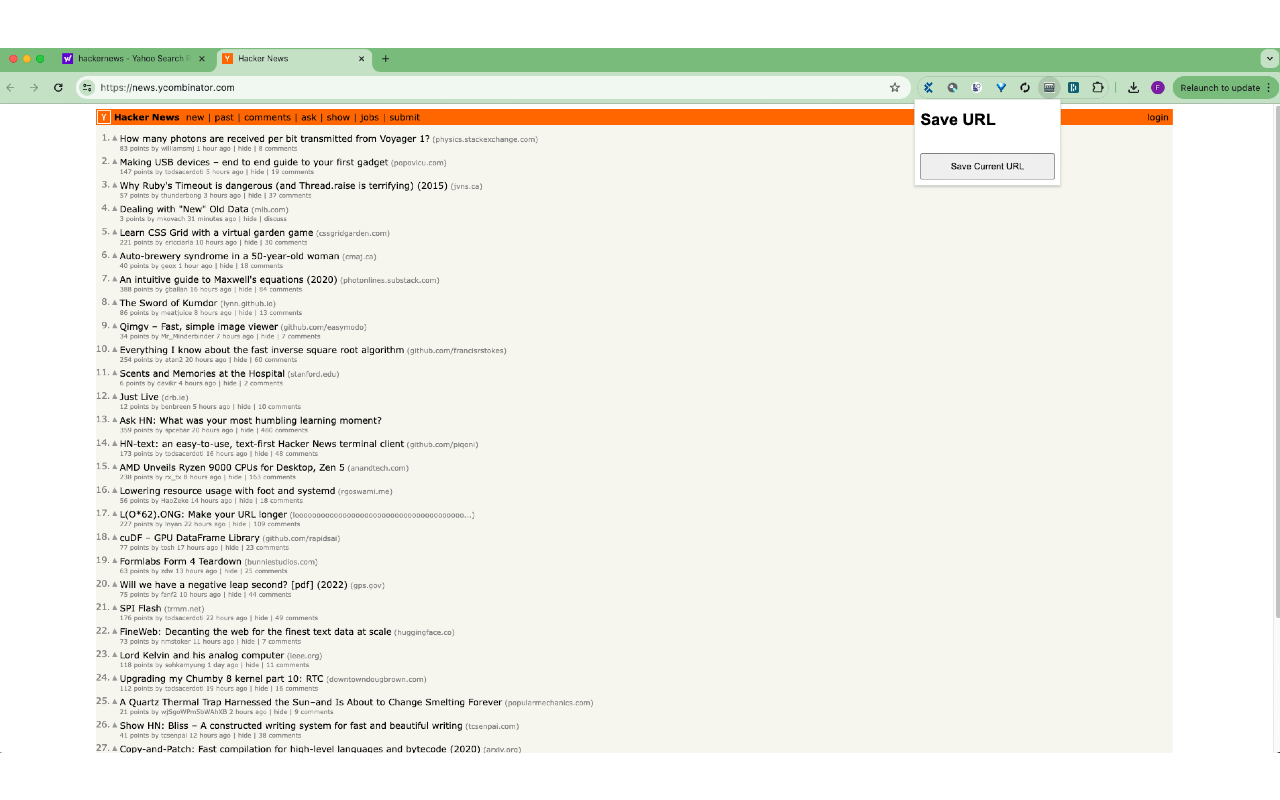 hackernews - Yahoo Search R
Hacker News
https://news.ycombinator.com
Relaunch to update
Save URL
Save Current URL
Y Hacker News new | past | comments | ask | show | jobs | submit login
1. How many photons are received per bit transmitted from Voyager 1? (physics.stackexchange.com)
83 points by williamsmj 1 hour ago | hide | 8 comments
2. Making USB devices – end to end guide to your first gadget (popovicu.com)
147 points by todsacerdoti 5 hours ago | hide | 19 comments
3. Why Ruby's Timeout is dangerous (and Thread.raise is terrifying) (2015) (jvns.ca)
57 points by thunderbong 3 hours ago | hide | 37 comments
4. Dealing with "New" Old Data (mlb.com)
3 points by mkovach 31 minutes ago | hide | discuss
5. Learn CSS Grid with a virtual garden game (cssgridgarden.com)
221 points by ericciarla 10 hours ago | hide | 30 comments
6. Auto-brewery syndrome in a 50-year-old woman (cmaj.ca)
40 points by geox 1 hour ago | hide | 18 comments
7. An intuitive guide to Maxwell's equations (2020) (photonlines.substack.com)
388 points by gballan 16 hours ago | hide | 64 comments
8. The Sword of Kumdor (lynn.github.io)
86 points by meatjuice 8 hours ago | hide | 13 comments
9. Qimgv – Fast, simple image viewer (github.com/easymodo)
34 points by Mr_Minderbinder 7 hours ago | hide | 7 comments
10. Everything I know about the fast inverse square root algorithm (github.com/francisrstokes)
254 points by atan2 20 hours ago | hide | 60 comments
11. Scents and Memories at the Hospital (stanford.edu)
6 points by davikr 4 hours ago | hide | 2 comments
12. Just Live (drb.ie)
12 points by benbreen 5 hours ago | hide | 10 comments
13. Ask HN: What was your most humbling learning moment?
359 points by spcebar 20 hours ago | hide | 460 comments
14. HN-text: an easy-to-use, text-first Hacker News terminal client (github.com/piqoni)
173 points by todsacerdoti 16 hours ago | hide | 48 comments
15. AMD Unveils Ryzen 9000 CPUs for Desktop, Zen 5 (anandtech.com)
238 points by rx_tx 8 hours ago | hide | 163 comments
16. Lowering resource usage with foot and systemd (rgoswami.me)
56 points by HaoZeke 14 hours ago | hide | 18 comments
17. L(O*62).ONG: Make your URL longer (looooooooooooooooooooooooooooooooooooooo...)
227 points by lnyan 22 hours ago | hide | 109 comments
18. cuDF – GPU DataFrame Library (github.com/rapidsai)
77 points by tosh 17 hours ago | hide | 23 comments
19. Formlabs Form 4 Teardown (bunniestudios.com)
63 points by zdw 13 hours ago | hide | 25 comments
20. Will we have a negative leap second? [pdf] (2022) (gps.gov)
75 points by fanf2 10 hours ago | hide | 44 comments
21. SPI Flash (trmm.net)
176 points by todsacerdoti 22 hours ago | hide | 49 comments
22. FineWeb: Decanting the web for the finest text data at scale (huggingface.co)
73 points by nmstoker 11 hours ago | hide | 7 comments
23. Lord Kelvin and his analog computer (ieee.org)
118 points by sohkamyung 1 day ago | hide | 11 comments
24. Upgrading my Chumby 8 kernel part 10: RTC (downtowndougbrown.com)
112 points by todsacerdoti 19 hours ago | hide | 16 comments
25. A Quartz Thermal Trap Harnessed the Sun–and Is About to Change Smelting Forever (popularmechanics.com)
21 points by wjSgoWPm5bWAhXB 2 hours ago | hide | 9 comments
26. Show HN: Bliss – A constructed writing system for fast and beautiful writing (tcsenpai.com)
41 points by tcsenpai 12 hours ago | hide | 38 comments
27. Copy-and-Patch: Fast compilation for high-level languages and bytecode (2020) (arxiv.org)